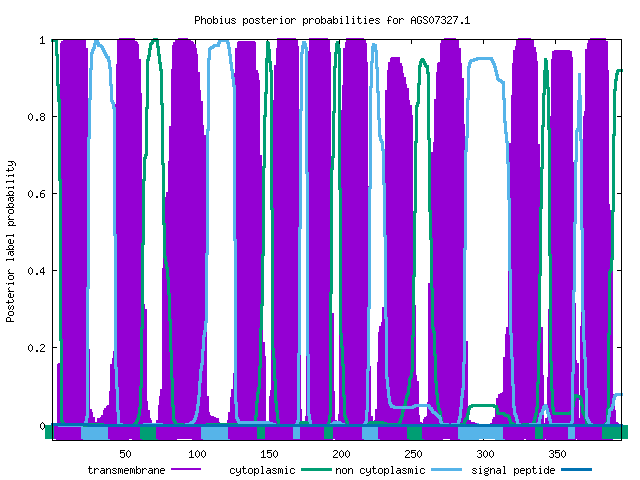 Phobius posterior probabilities for AGS07327.1
1
0.8
0.6
0.4
0.2
0
Posterior label probability
50 100 150 200 250 300 350
transmembrane cytoplasmic non cytoplasmic signal peptide